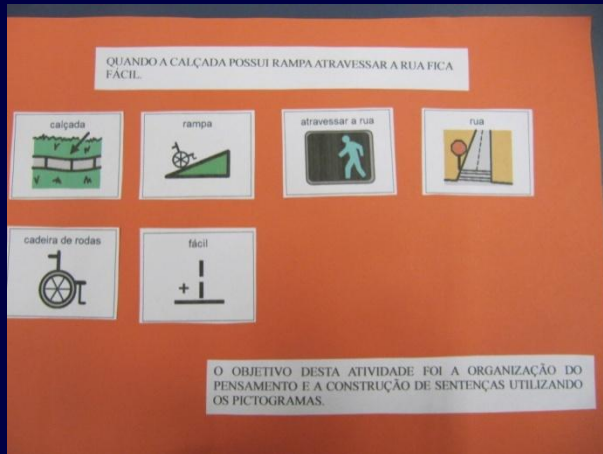 QUANDO A CALÇADA POSSUI RAMPA ATRAVESSAR A RUA FICA
FÁCIL.
calçada
rampa
atravessar a rua
rua
cadeira de rodas
fácil
O OBJETIVO DESTA ATIVIDADE FOI A ORGANIZAÇÃO DO
PENSAMENTO E A CONSTRUÇÃO DE SENTENÇAS UTILIZANDO
OS PICTOGRAMAS.